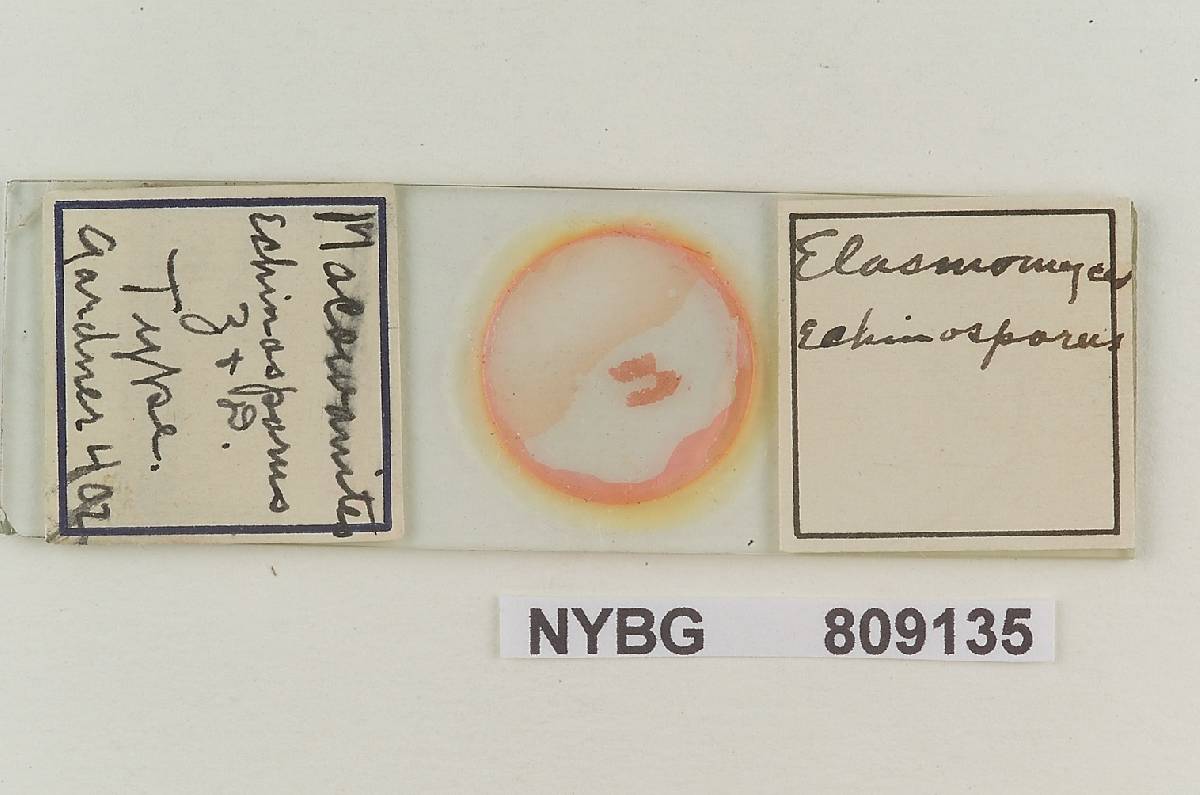 Macowanites
Echinosporus
Z + D.
Type.
Gardner 402
Elasmomyces
Echinosporus
NYBG 809135